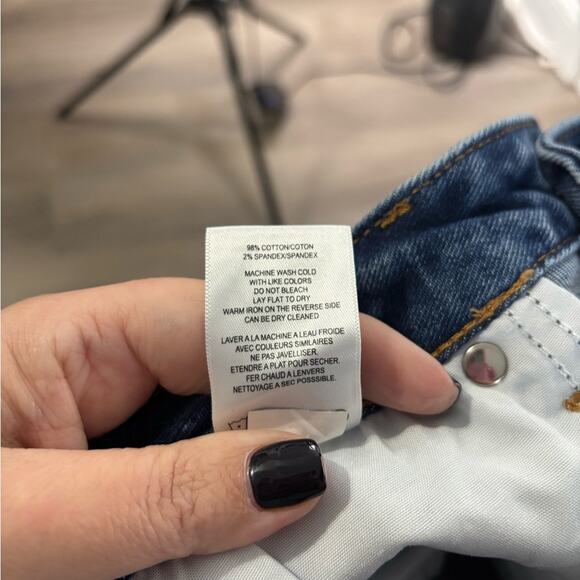 98% COTTON/COTON
2% SPANDEX/SPANDEX
MACHINE WASH COLD
WITH LIKE COLORS
DO NOT BLEACH
LAY FLAT TO DRY
WARM IRON ON THE REVERSE SIDE
CAN BE DRY CLEANED
LAVER A LA MACHINE A LEAU FROIDE
AVEC COULEURS SIMILAIRES
NE PAS JAVELLISER.
ETENDRE A PLAT POUR SECHER.
FER CHAUD A LENVERS
NETTOYAGE A SEC POSSSIBLE.